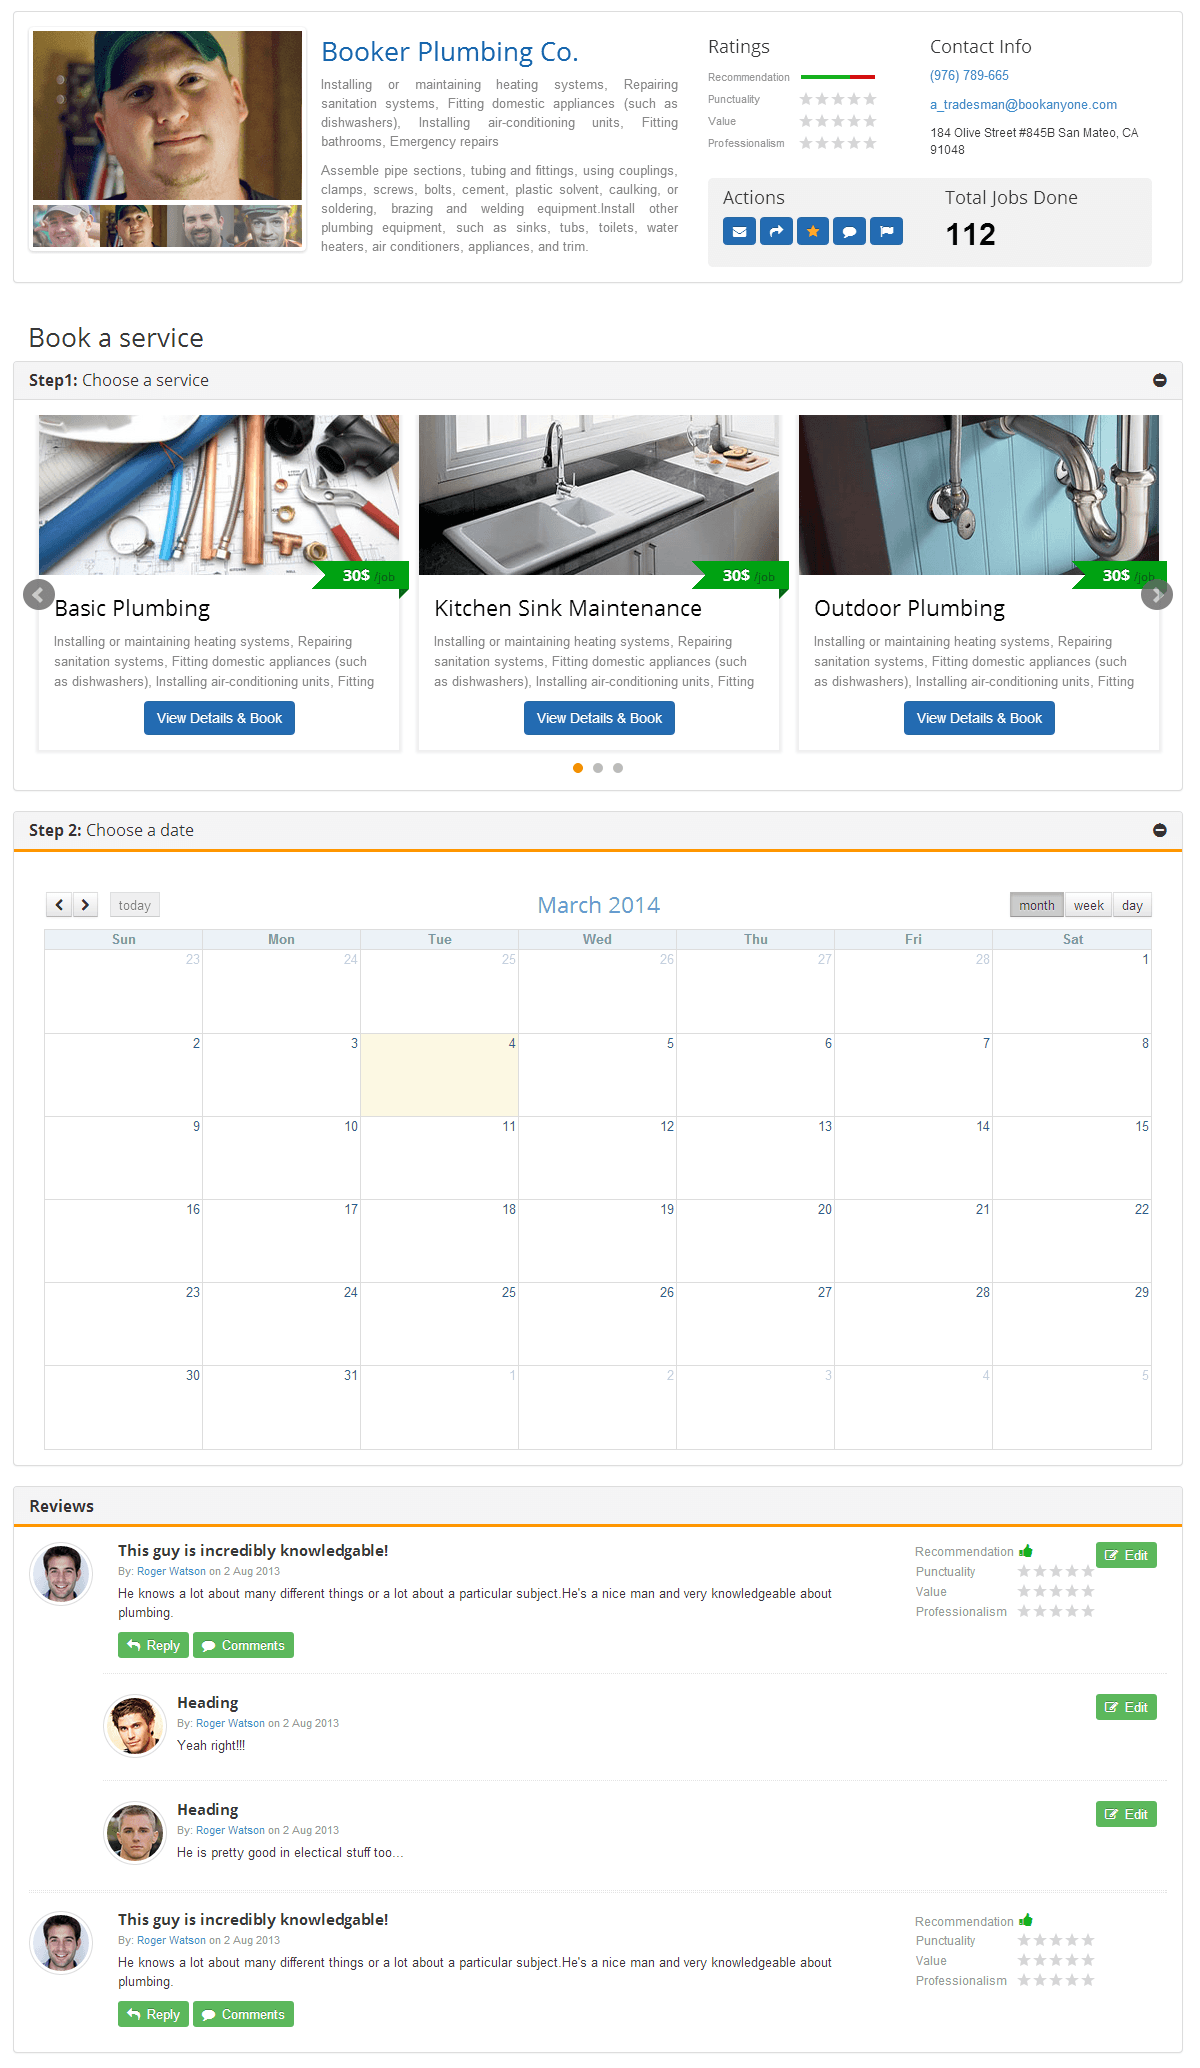 Booker Plumbing Co.
Installing or maintaining heating systems, Repairing
sanitation systems, Fitting domestic appliances (such as
dishwashers), Installing air-conditioning units, Fitting
bathrooms, Emergency repairs
Assemble pipe sections, tubing and fittings, using couplings,
clamps, screws, bolts, cement, plastic solvent, caulking, or
soldering, brazing and welding equipment.Install other
plumbing equipment, such as sinks, tubs, toilets, water
heaters, air conditioners, appliances, and trim.
Ratings
Recommendation
Punctuality
Value
Professionalism
Contact Info
(976) 789-665
a_tradesman@bookanyone.com
184 Olive Street #845B San Mateo, CA
91048
Actions
Total Jobs Done
112
Book a service
Step1: Choose a service
30$ /job
Basic Plumbing
Installing or maintaining heating systems, Repairing
sanitation systems, Fitting domestic appliances (such
as dishwashers), Installing air-conditioning units, Fitting
View Details & Book
30$ /job
Kitchen Sink Maintenance
Installing or maintaining heating systems, Repairing
sanitation systems, Fitting domestic appliances (such
as dishwashers), Installing air-conditioning units, Fitting
View Details & Book
30$ /job
Outdoor Plumbing
Installing or maintaining heating systems, Repairing
sanitation systems, Fitting domestic appliances (such
as dishwashers), Installing air-conditioning units, Fitting
View Details & Book
Step 2: Choose a date
today March 2014 month week day
Sun Mon Tue Wed Thu Fri Sat
23 24 25 26 27 28 1
2 3 4 5 6 7 8
9 10 11 12 13 14 15
16 17 18 19 20 21 22
23 24 25 26 27 28 29
30 31 1 2 3 4 5
Reviews
This guy is incredibly knowledgable!
By: Roger Watson on 2 Aug 2013
He knows a lot about many different things or a lot about a particular subject.He's a nice man and very knowledgeable about
plumbing.
Reply Comments
Recommendation
Punctuality
Value
Professionalism
Edit
Heading
By: Roger Watson on 2 Aug 2013
Yeah right!!!
Edit
Heading
By: Roger Watson on 2 Aug 2013
He is pretty good in electical stuff too...
Edit
This guy is incredibly knowledgable!
By: Roger Watson on 2 Aug 2013
He knows a lot about many different things or a lot about a particular subject.He's a nice man and very knowledgeable about
plumbing.
Reply Comments
Recommendation
Punctuality
Value
Professionalism